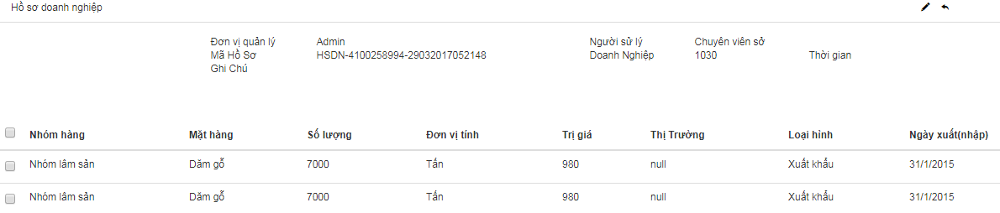 Hồ sơ doanh nghiệp
Đơn vị quản lý Admin Người sử lý Chuyên viên sở
Mã Hồ Sơ HSDN-4100258994-29032017052148 Doanh Nghiệp 1030 Thời gian
Ghi Chú
Nhóm hàng Mặt hàng Số lượng Đơn vị tính Trị giá Thị Trường Loại hình Ngày xuất(nhập)
Nhóm lâm sản Dăm gỗ 7000 Tấn 980 null Xuất khẩu 31/1/2015
Nhóm lâm sản Dăm gỗ 7000 Tấn 980 null Xuất khẩu 31/1/2015